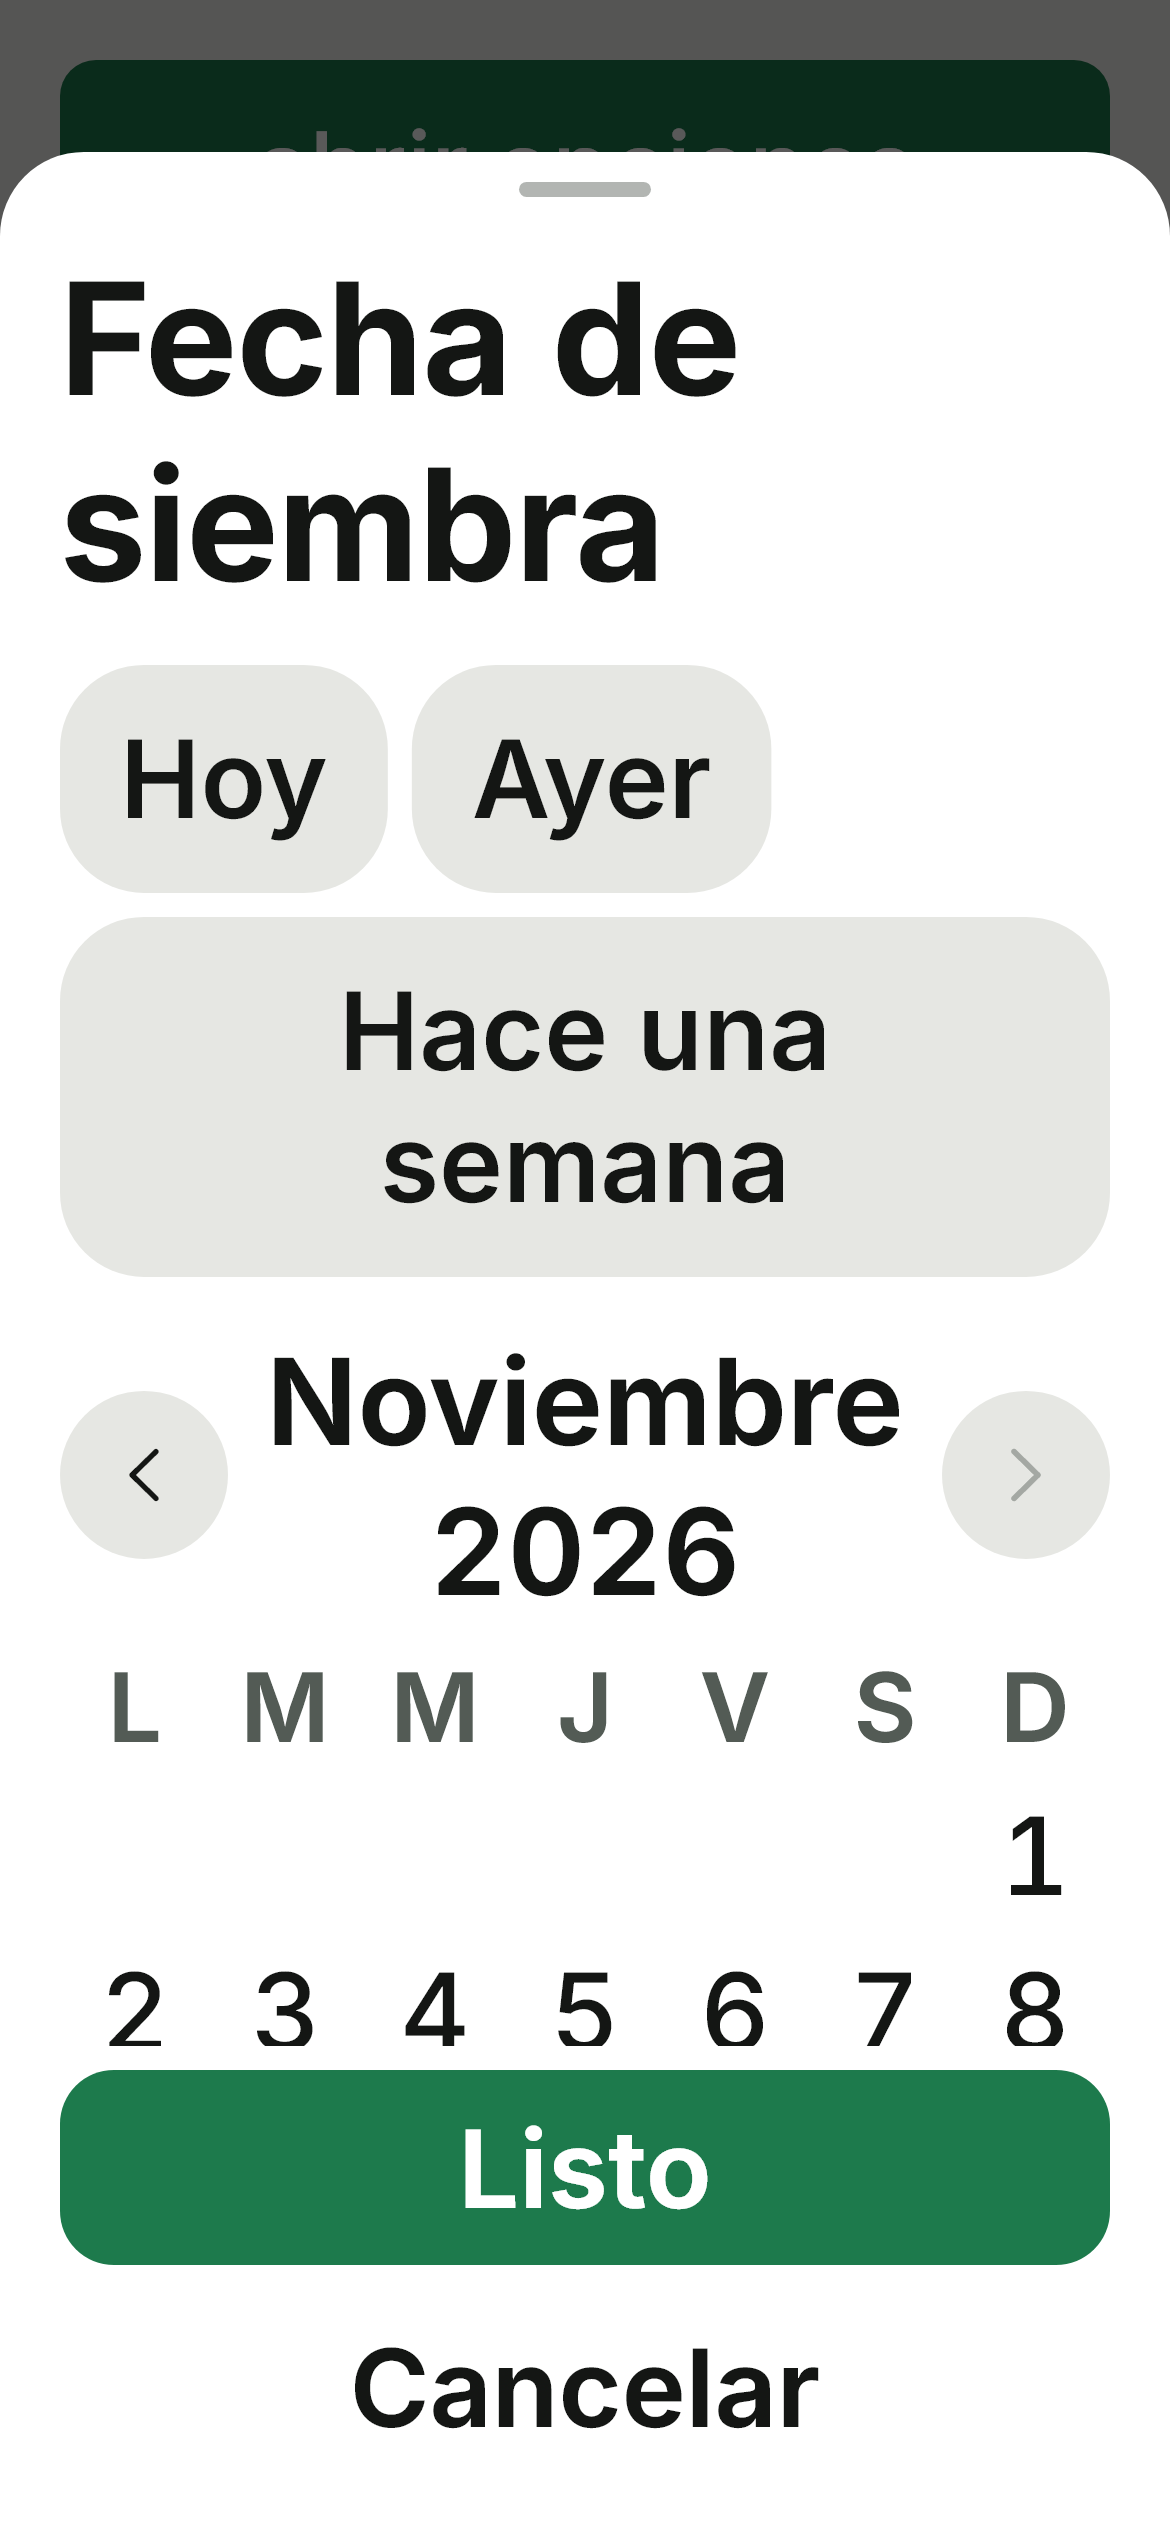 Fecha de
siembra
Hoy Ayer
Hace una
semana
Noviembre
2026
L M M J V S D
1
2 3 4 5 6 7 8
Listo
Cancelar